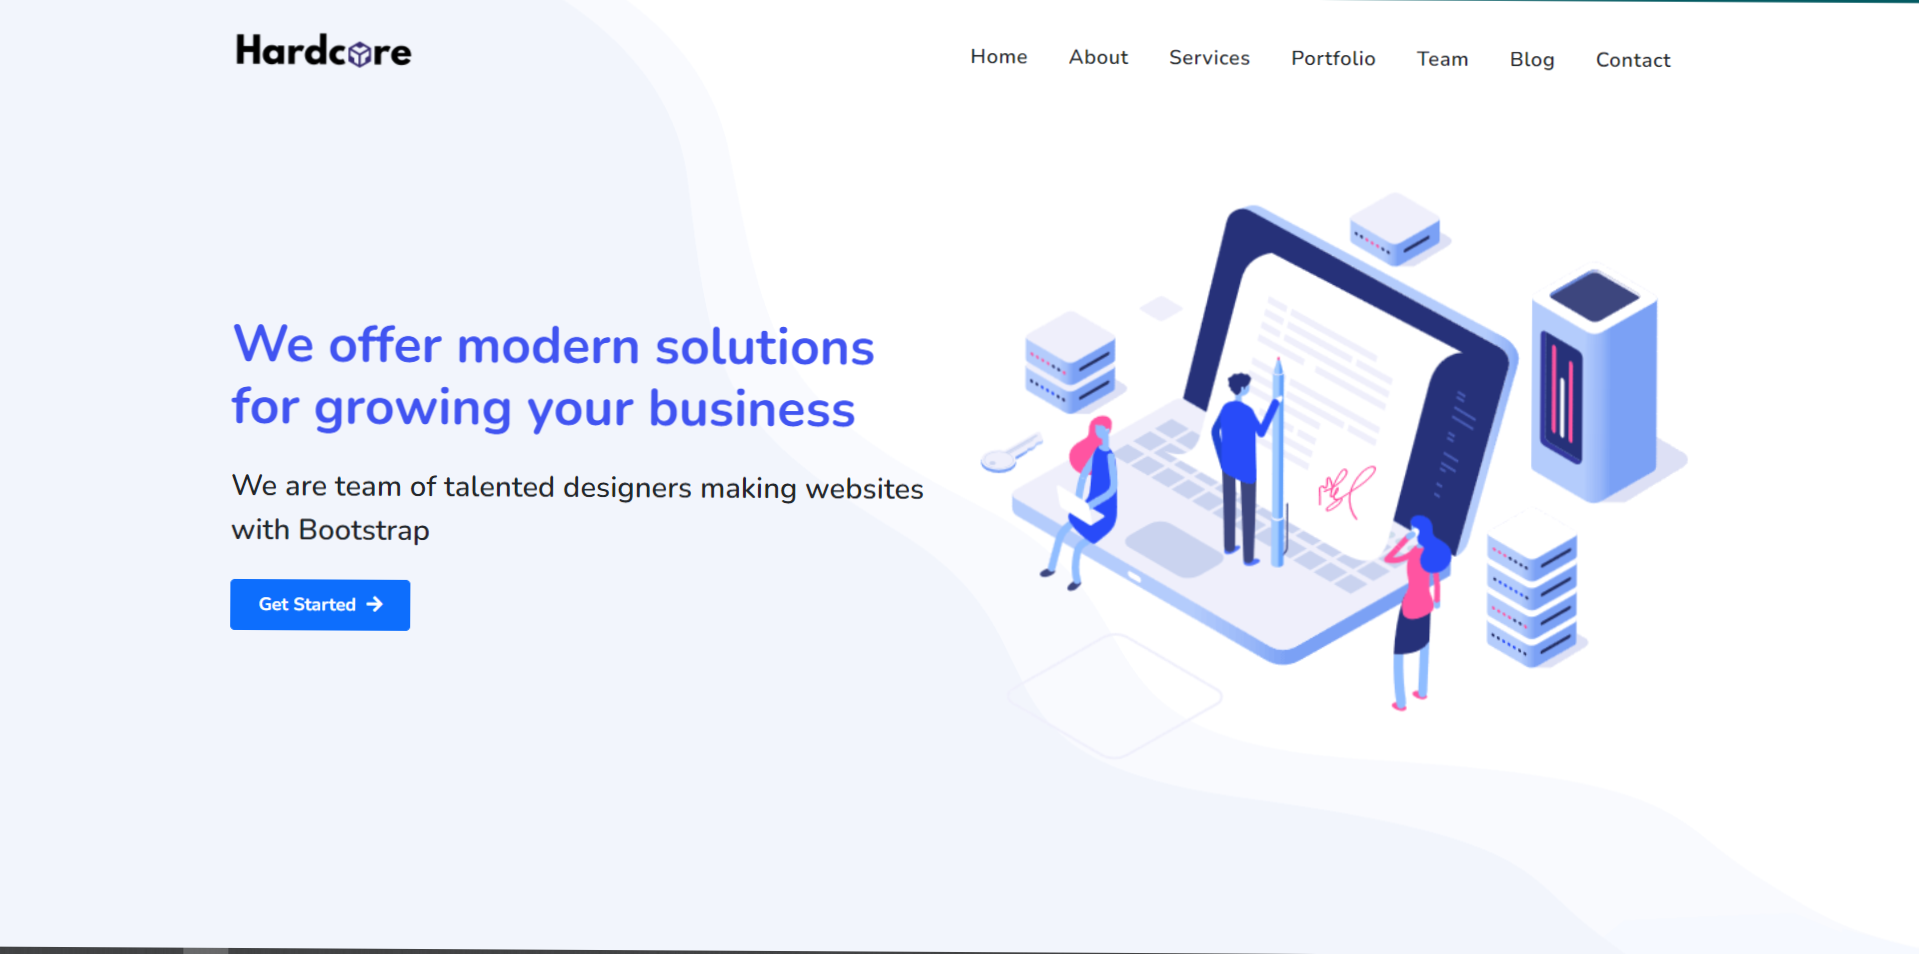 Hardcore
Home About Services Portfolio Team Blog Contact
We offer modern solutions
for growing your business
We are team of talented designers making websites
with Bootstrap
Get Started